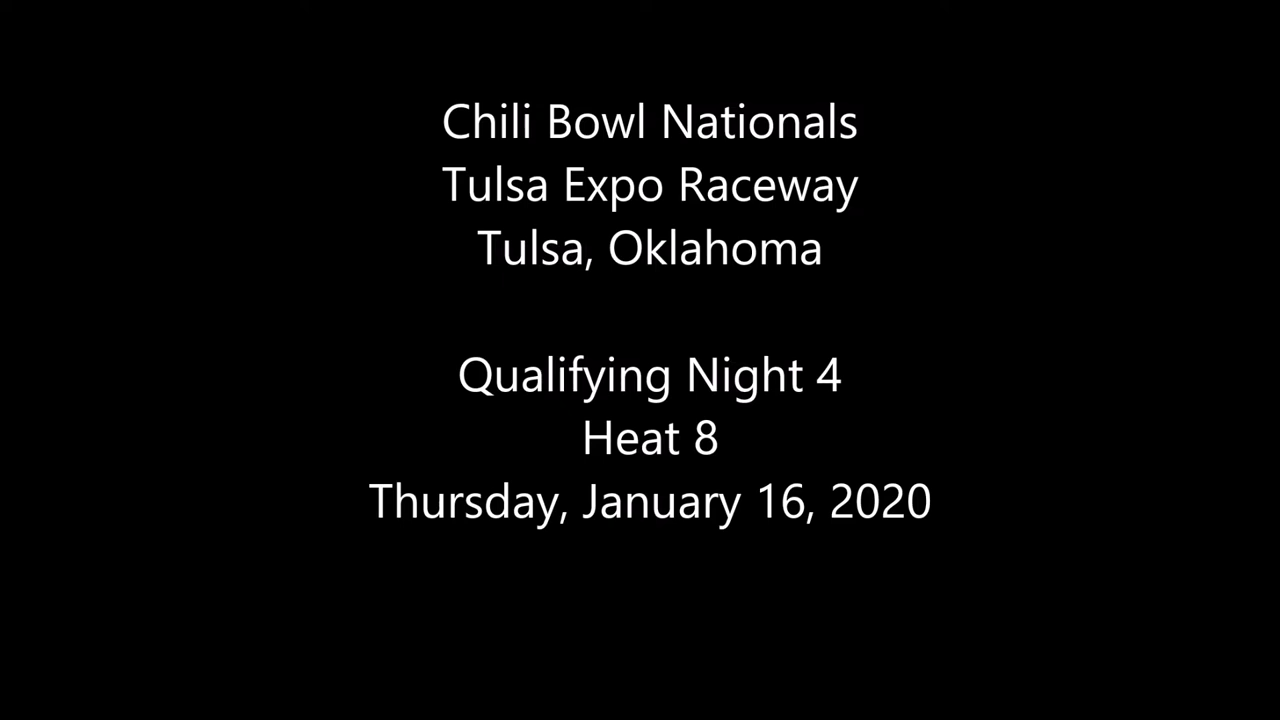 Chili Bowl Nationals
Tulsa Expo Raceway
Tulsa, Oklahoma
Qualifying Night 4
Heat 8
Thursday, January 16, 2020